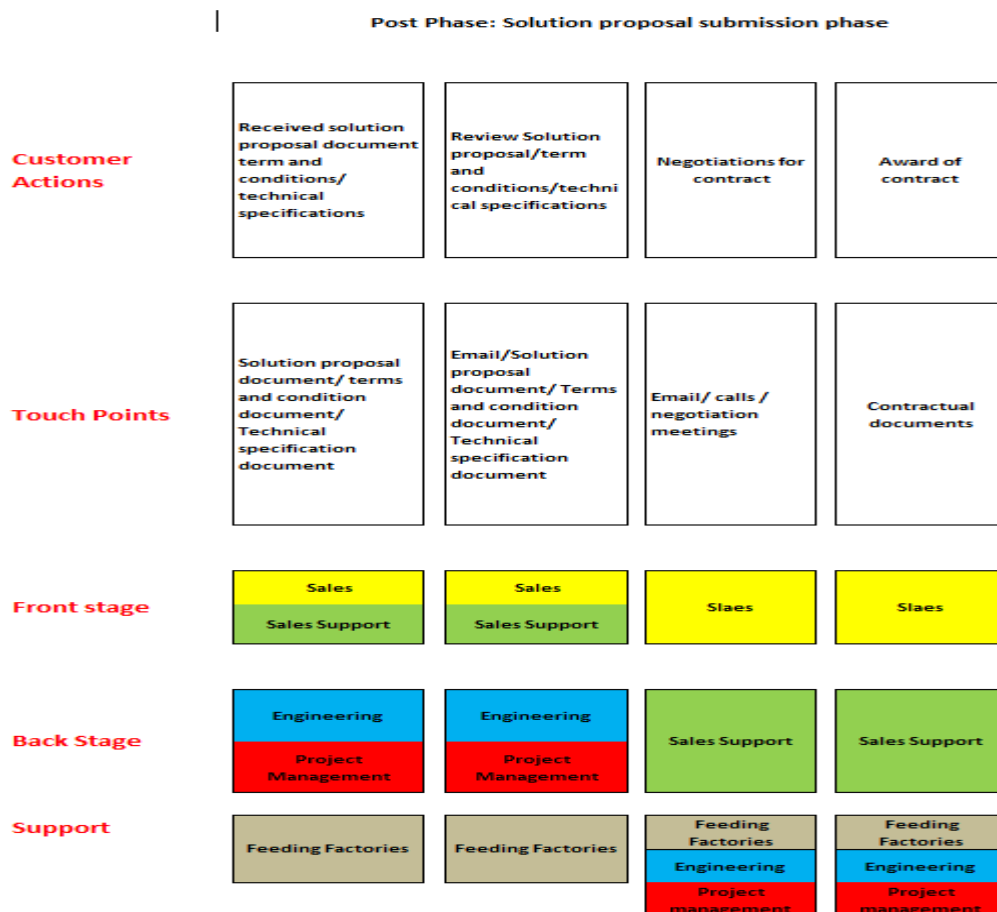 Post Phase: Solution proposal submission phase
Customer
Actions
Received solution
proposal document
term and
conditions/
technical
specifications
Review Solution
proposal/term
and
conditions/techni
cal specifications
Negotiations for
contract
Award of
contract
Touch Points
Solution proposal
document/ terms
and condition
document/
Technical
specification
document
Email/Solution
proposal
document/ Terms
and condition
document/
Technical
specification
document
Email/ calls /
negotiation
meetings
Contractual
documents
Front stage
Sales
Sales Support
Sales
Sales Support
Slaes
Slaes
Back Stage
Engineering
Project
Management
Engineering
Project
Management
Sales Support
Sales Support
Support
Feeding Factories
Feeding Factories
Feeding
Factories
Engineering
Project
management
Feeding
Factories
Engineering
Project
management